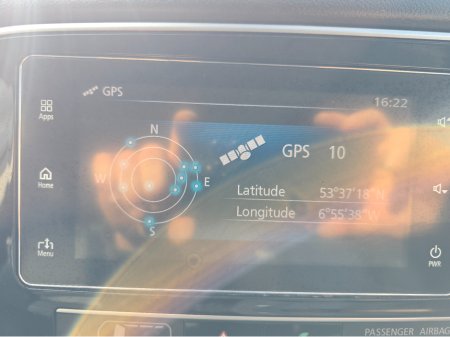 GPS
16:22
Apps
N
GPS 10
W
E
Home
Latitude 53°37'18"N
Longitude 6°55'38"W
S
Menu
PWR
PASSENGER AIRBAG